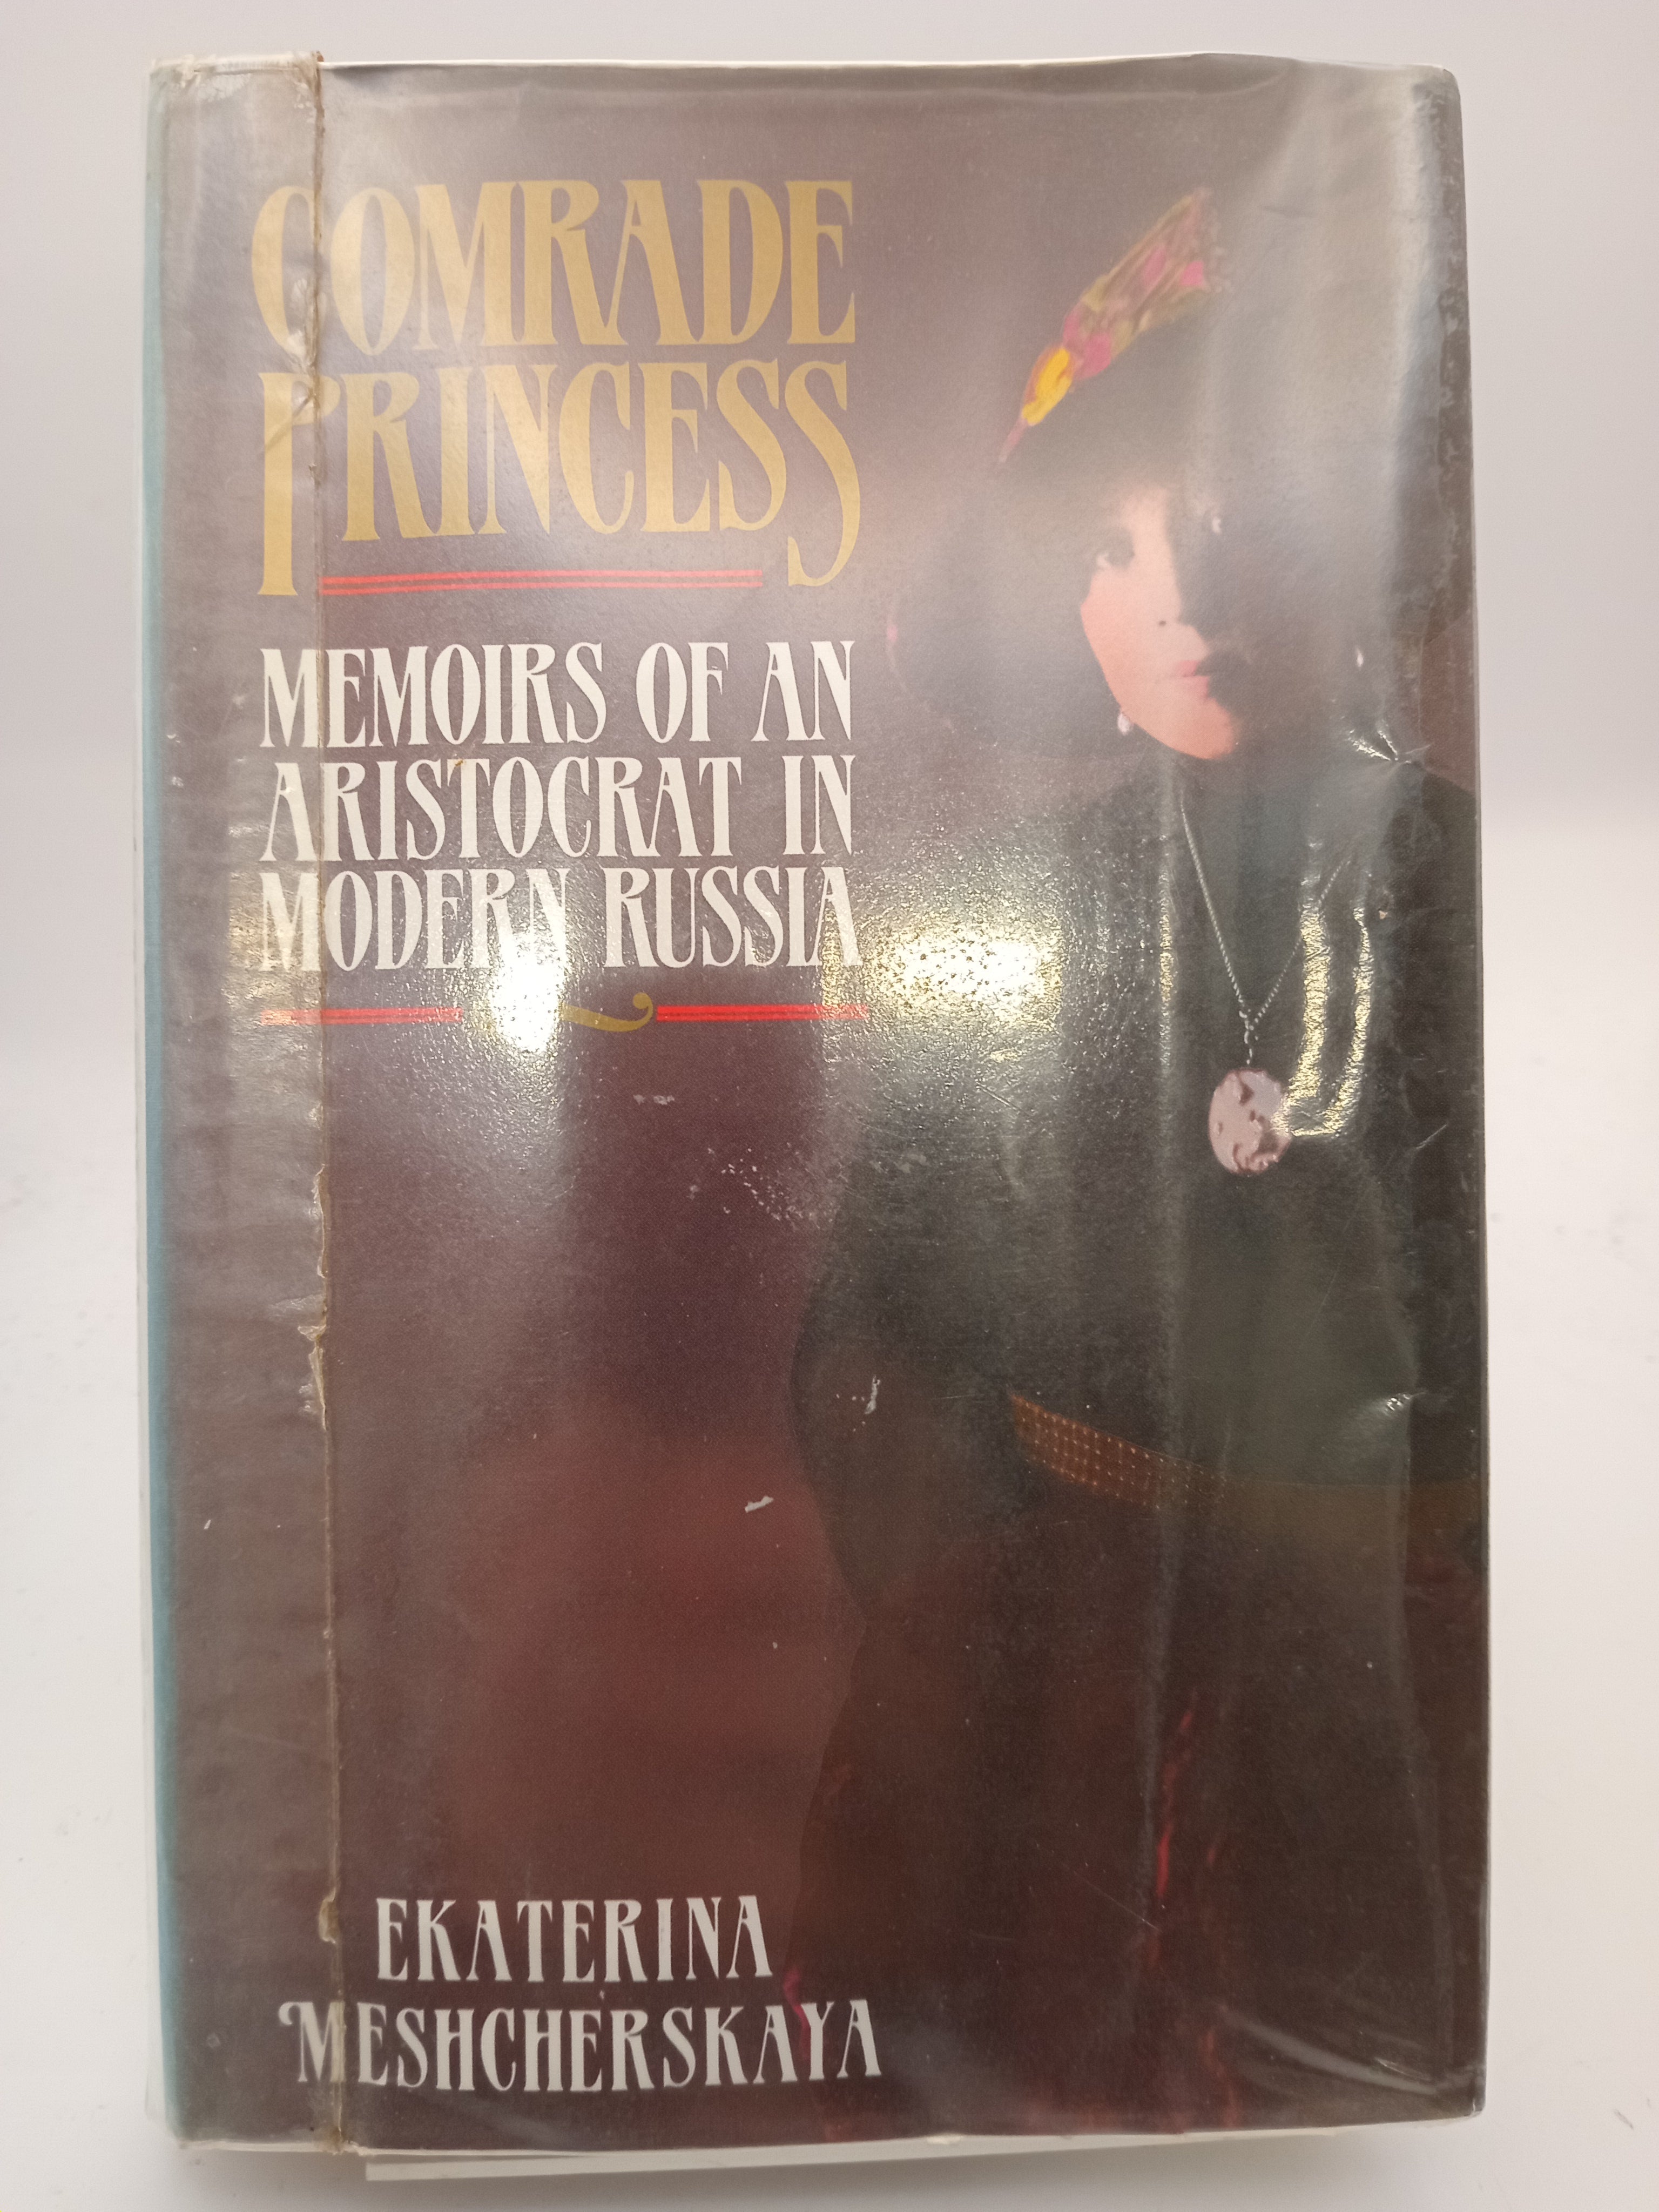 COMRADE
PRINCESS
MEMOIRS OF AN
ARISTOCRAT IN
MODERN RUSSIA
EKATERINA
MESHCHERSKAYA